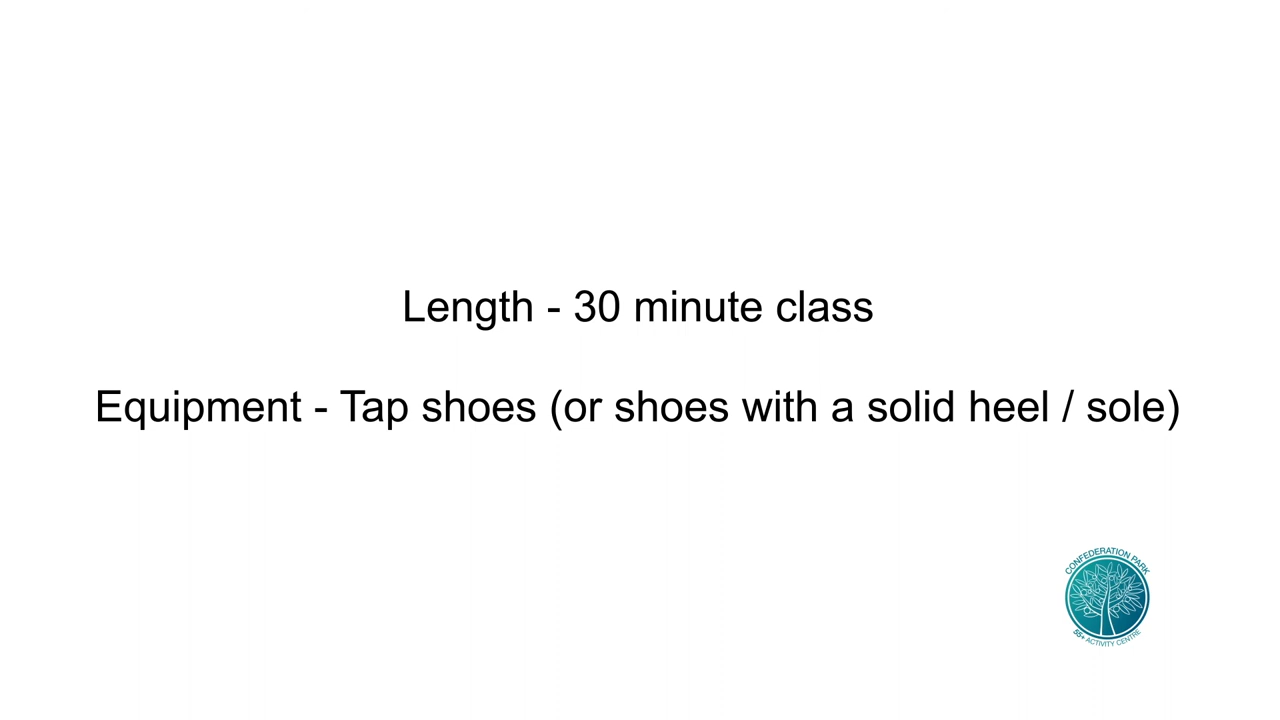 Length - 30 minute class
Equipment - Tap shoes (or shoes with a solid heel / sole)
CONFEDERATION PARK
55+ ACTIVITY CENTRE